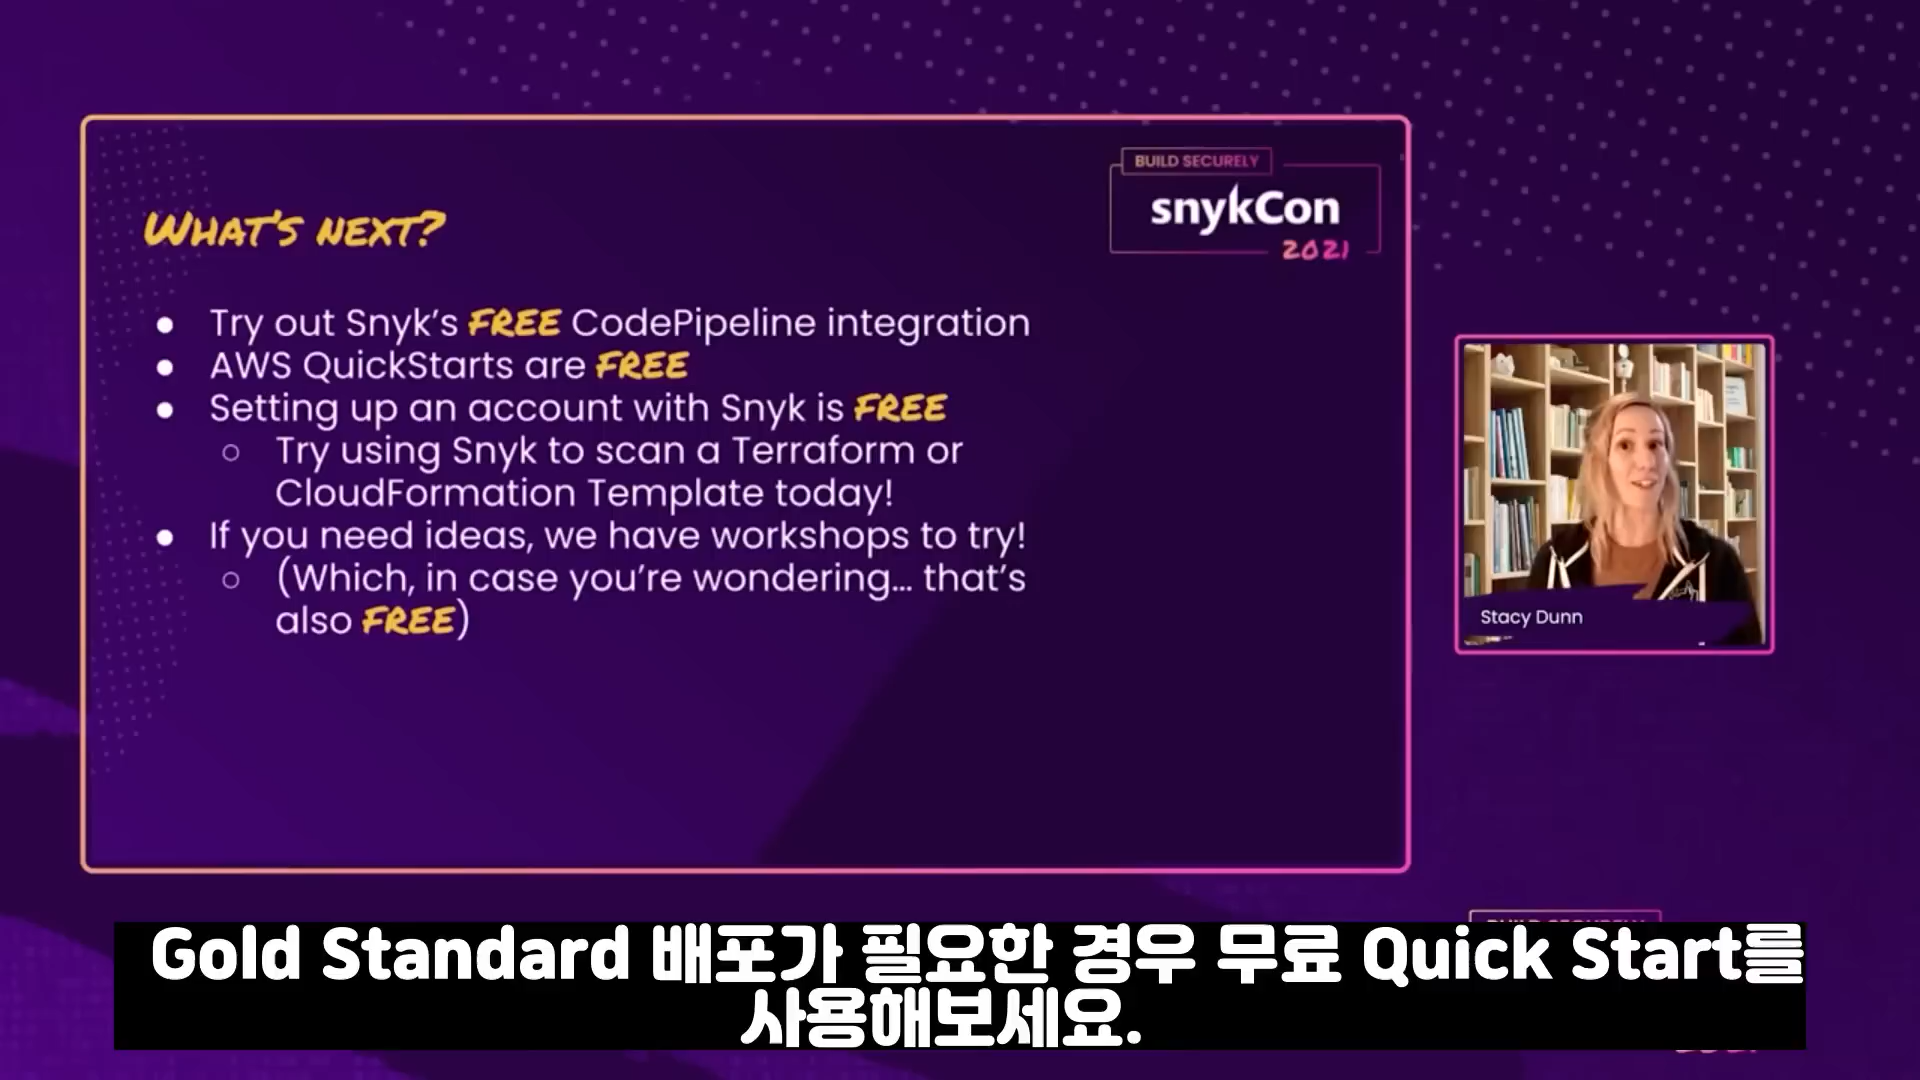 BUILD SECURELY
snykCon
2021
WHAT'S NEXT?
● Try out Snyk's FREE CodePipeline integration
● AWS QuickStarts are FREE
● Setting up an account with Snyk is FREE
○ Try using Snyk to scan a Terraform or
CloudFormation Template today!
● If you need ideas, we have workshops to try!
○ (Which, in case you're wondering... that's
also FREE)
Stacy Dunn
Gold Standard 배포가 필요한 경우 무료 Quick Start를
사용해보세요.